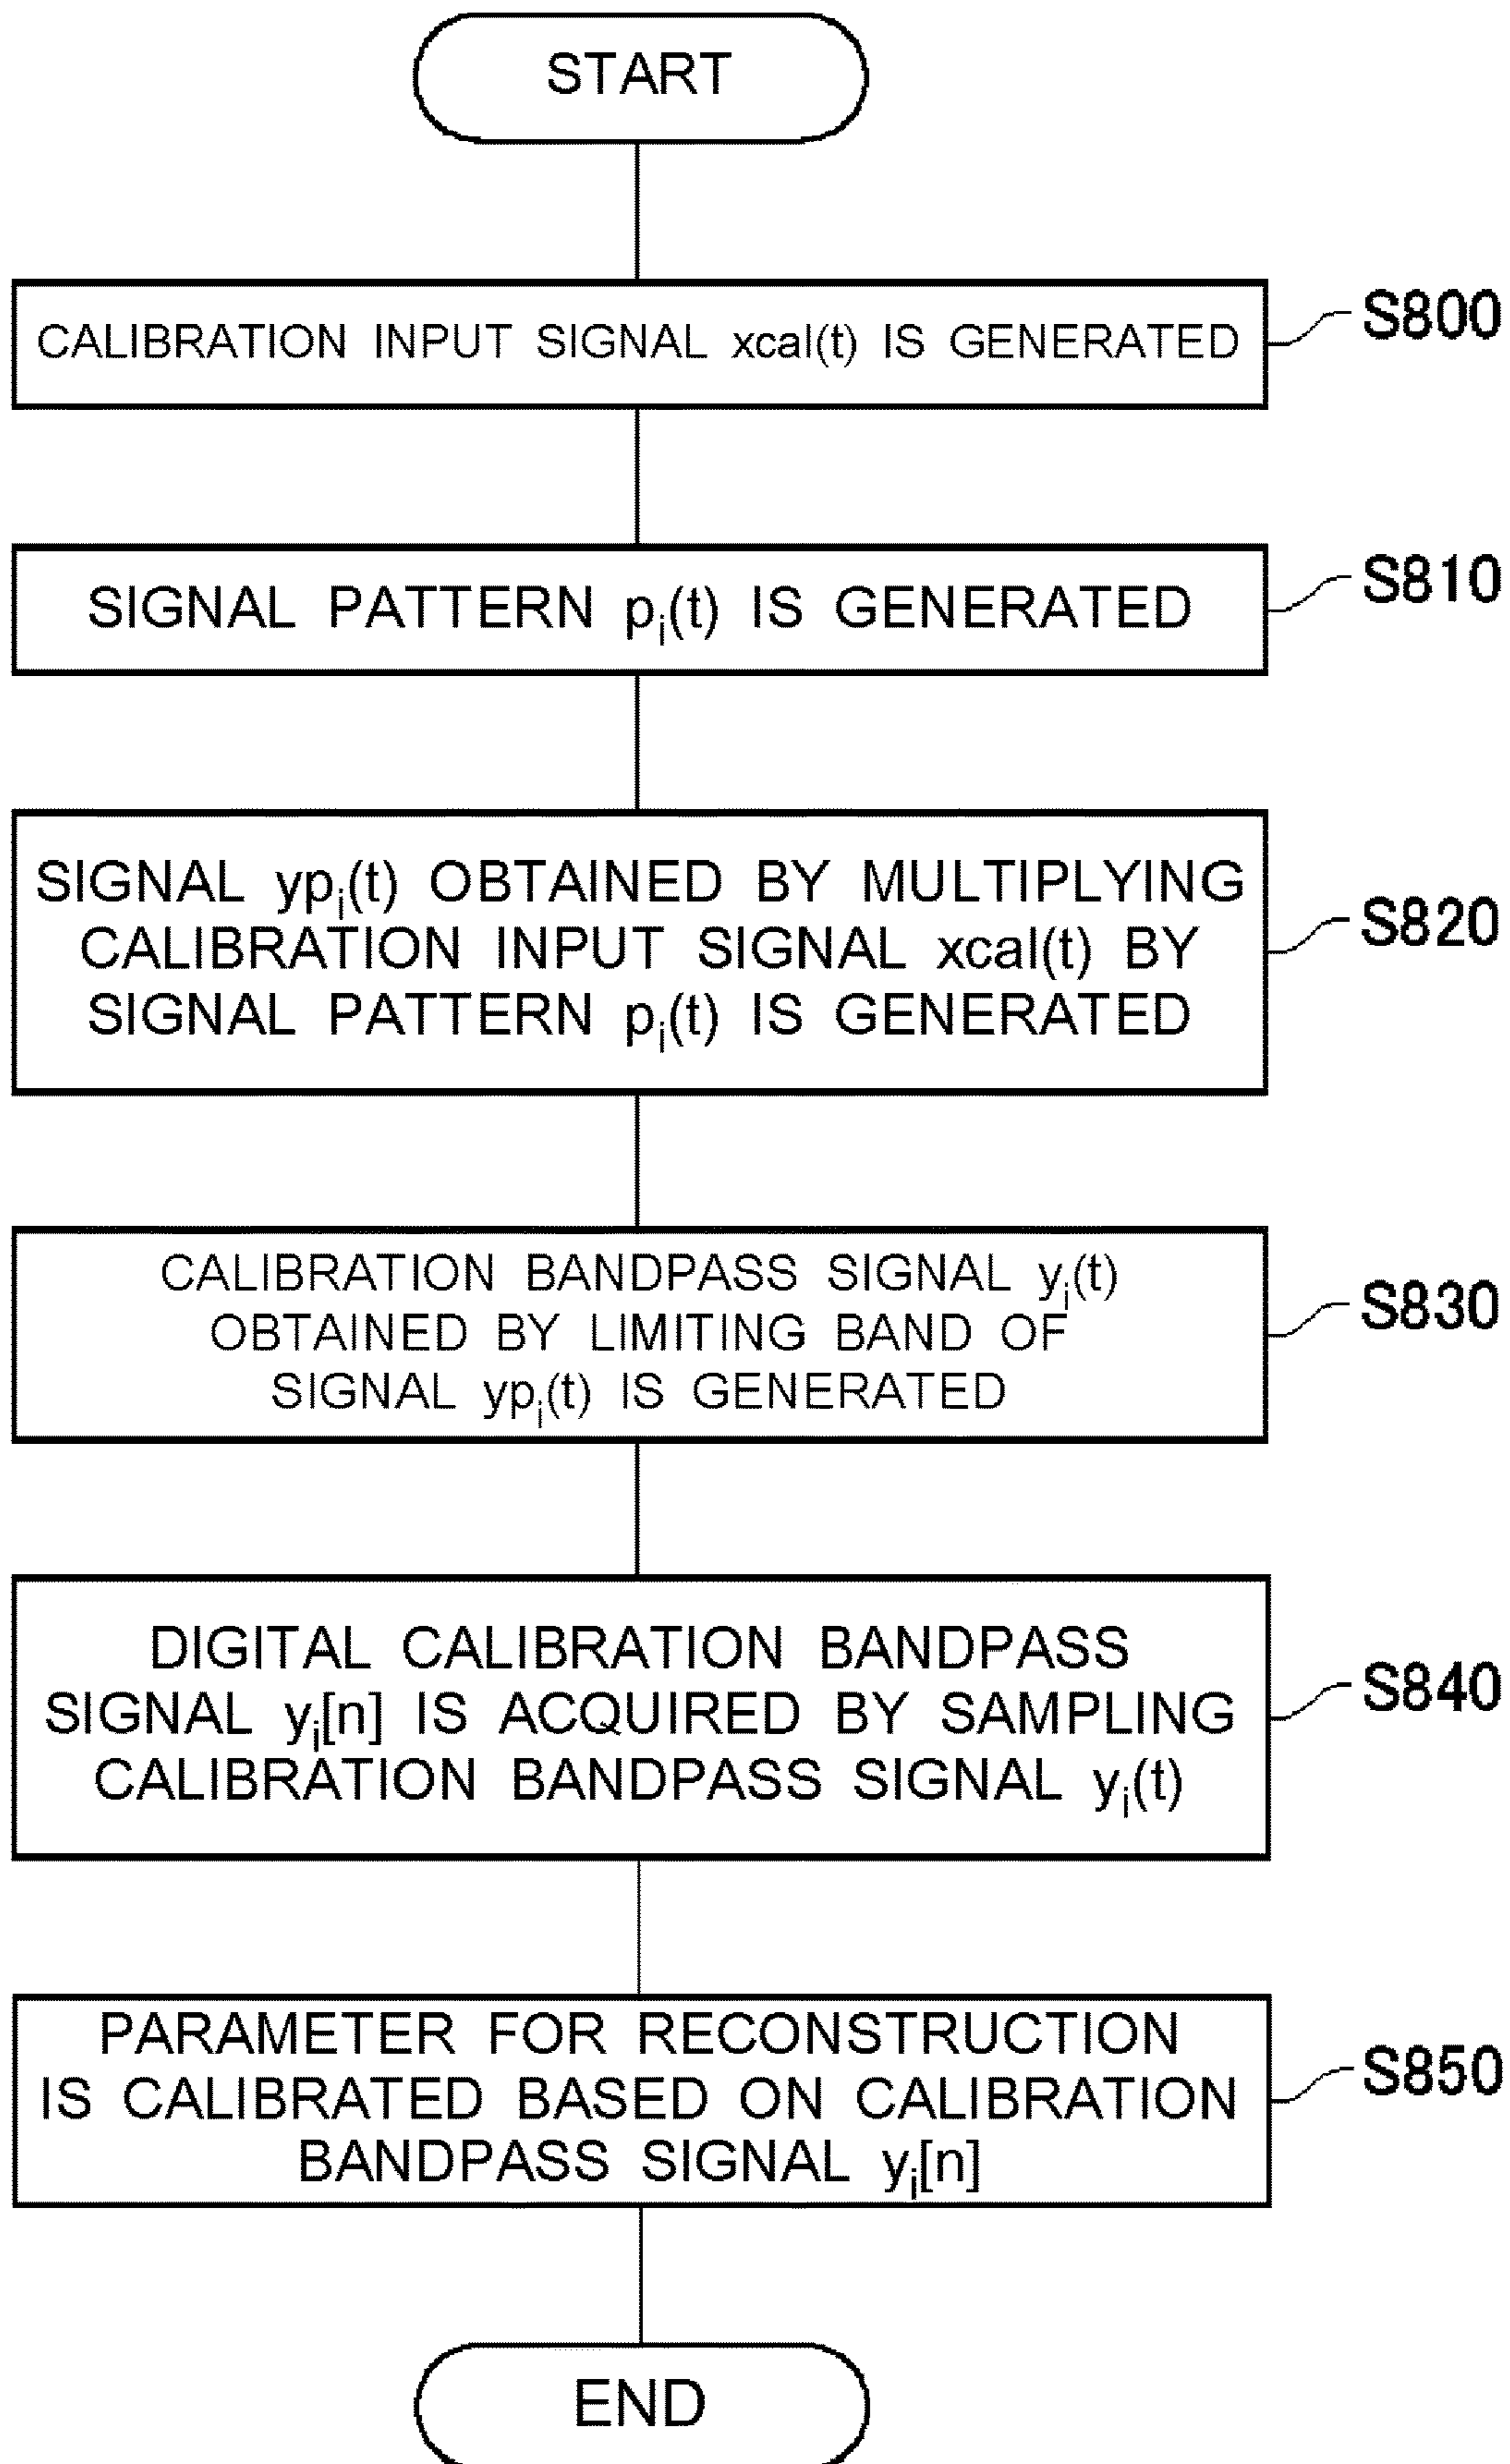 START
CALIBRATION INPUT SIGNAL xcal(t) IS GENERATED
S800
SIGNAL PATTERN pᵢ(t) IS GENERATED
S810
SIGNAL ypᵢ(t) OBTAINED BY MULTIPLYING
CALIBRATION INPUT SIGNAL xcal(t) BY
SIGNAL PATTERN pᵢ(t) IS GENERATED
S820
CALIBRATION BANDPASS SIGNAL yᵢ(t)
OBTAINED BY LIMITING BAND OF
SIGNAL ypᵢ(t) IS GENERATED
S830
DIGITAL CALIBRATION BANDPASS
SIGNAL yᵢ[n] IS ACQUIRED BY SAMPLING
CALIBRATION BANDPASS SIGNAL yᵢ(t)
S840
PARAMETER FOR RECONSTRUCTION
IS CALIBRATED BASED ON CALIBRATION
BANDPASS SIGNAL yᵢ[n]
S850
END